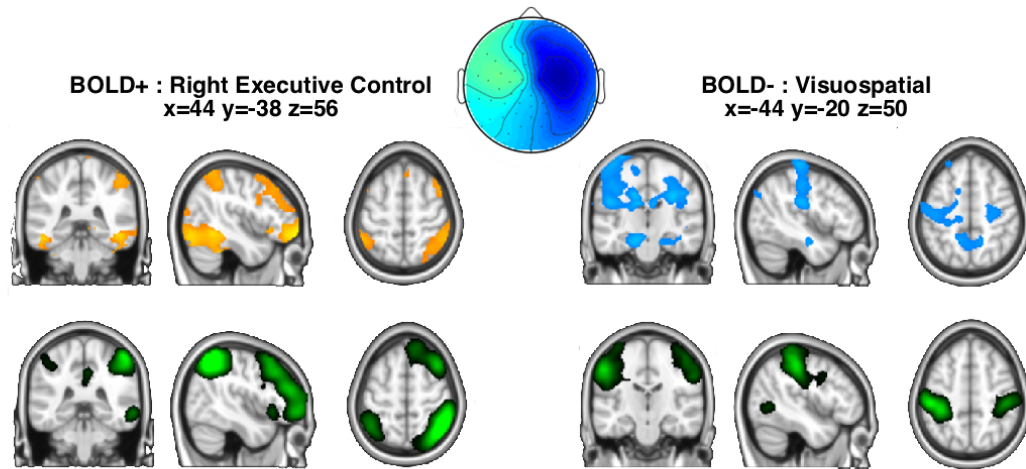 BOLD+ : Right Executive Control
x=44 y=-38 z=56
BOLD- : Visuospatial
x=-44 y=-20 z=50